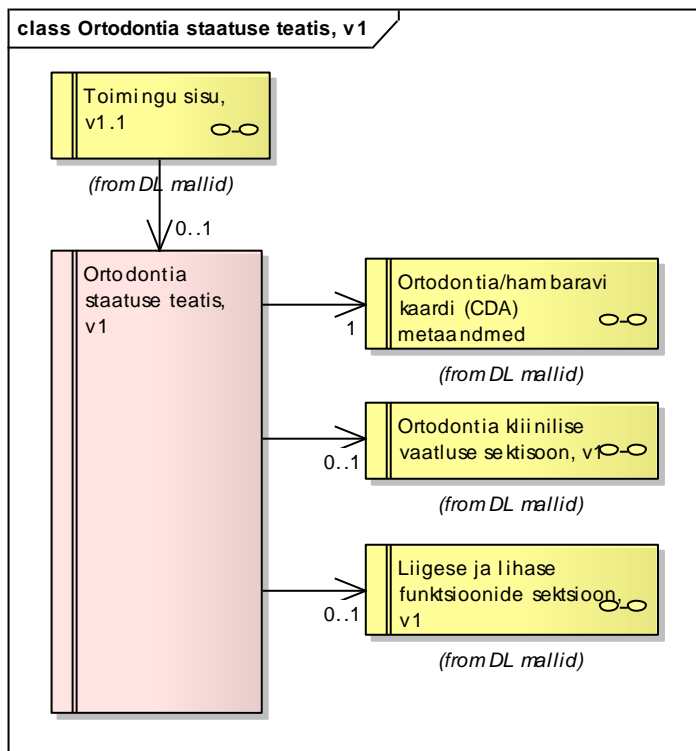 class Ortodontia staatuse teatis, v1
Toimingu sisu,
v1.1
(from DL mallid)
0..1
Ortodontia
staatuse teatis,
v1
Ortodontia/hambaravi
kaardi (CDA)
metaandmed
1
(from DL mallid)
Ortodontia kliinilise
vaatluse sektisoon, v1
0..1
(from DL mallid)
Liigese ja lihase
funktsioonide sektsioon,
v1
0..1
(from DL mallid)